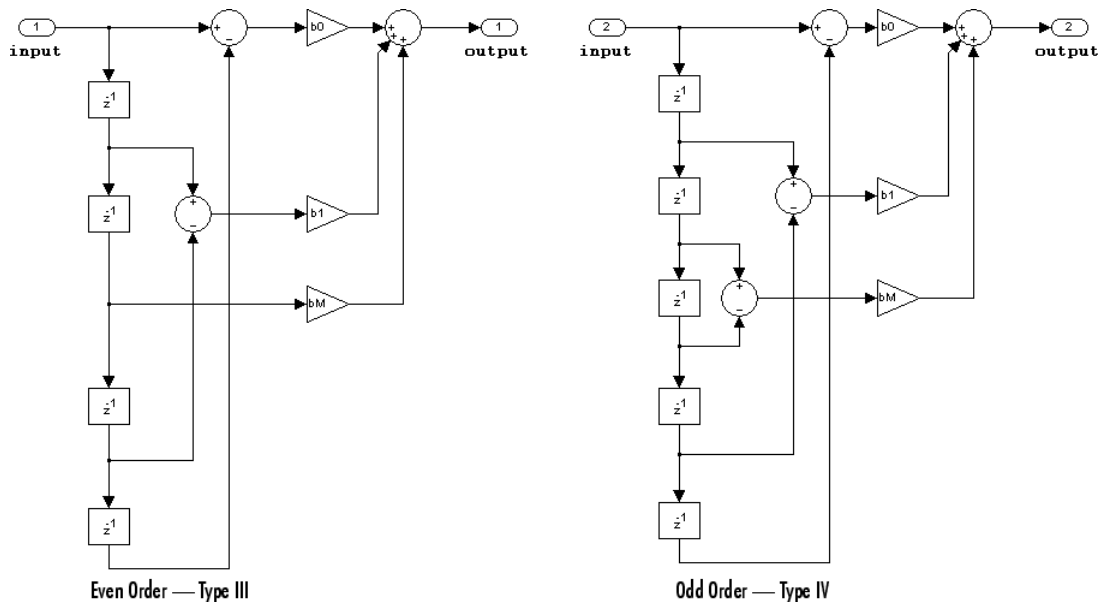 1
input
b0
1
output
z⁻¹
z⁻¹
b1
bM
z⁻¹
z⁻¹
+
−
+
−
+
+
+
Even Order — Type III
2
input
b0
2
output
z⁻¹
z⁻¹
b1
z⁻¹
bM
z⁻¹
z⁻¹
+
−
+
−
+
−
+
+
+
Odd Order — Type IV